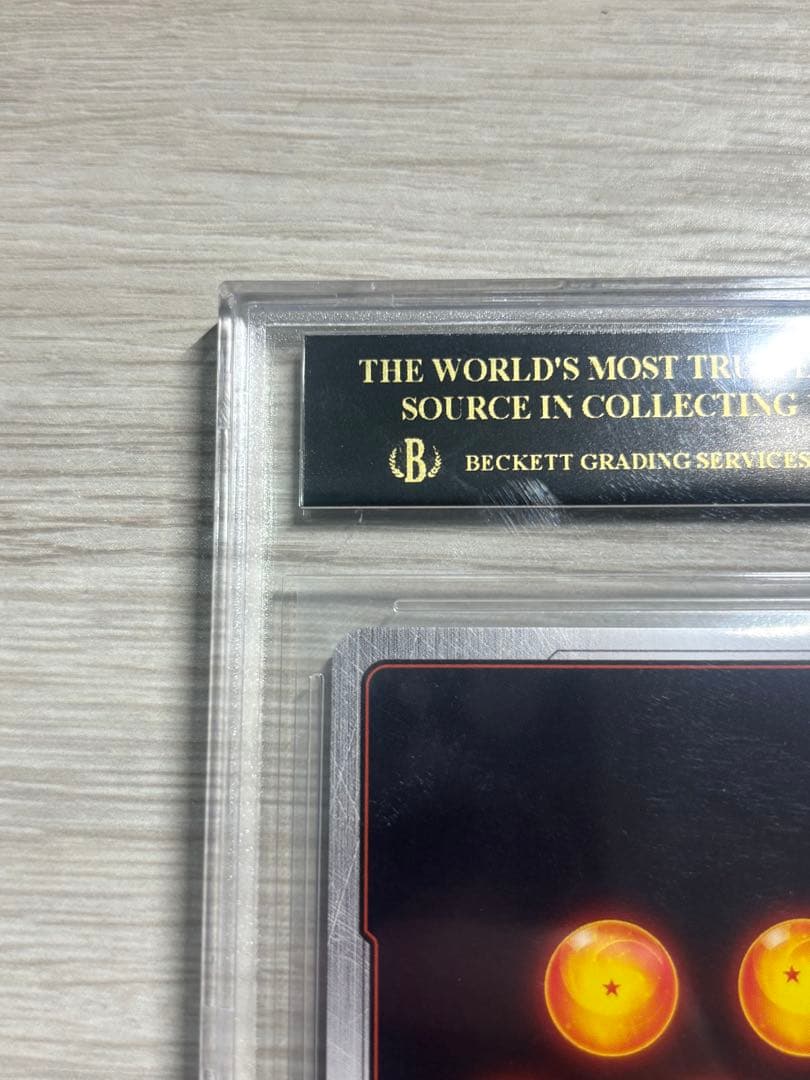 THE WORLD'S MOST
SOURCE IN COLLECTING
B BECKETT GRADING SERVICES